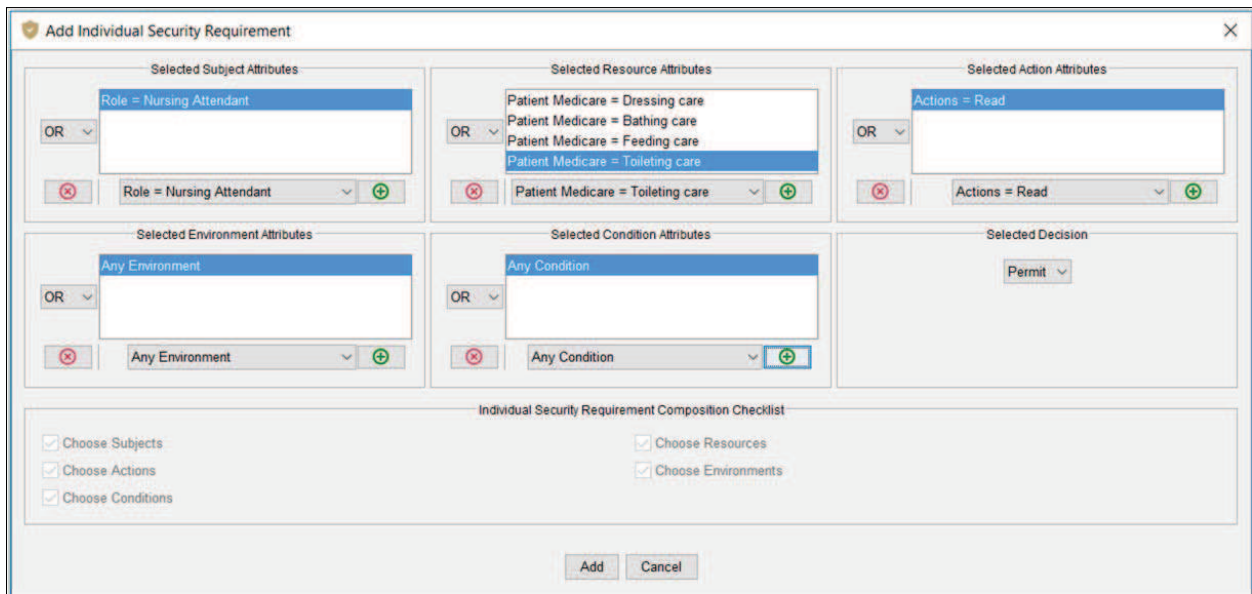 Add Individual Security Requirement
Selected Subject Attributes
OR
Role = Nursing Attendant
Role = Nursing Attendant
Selected Resource Attributes
OR
Patient Medicare = Dressing care
Patient Medicare = Bathing care
Patient Medicare = Feeding care
Patient Medicare = Toileting care
Patient Medicare = Toileting care
Selected Action Attributes
OR
Actions = Read
Actions = Read
Selected Environment Attributes
OR
Any Environment
Any Environment
Selected Condition Attributes
OR
Any Condition
Any Condition
Selected Decision
Permit
Individual Security Requirement Composition Checklist
Choose Subjects
Choose Resources
Choose Actions
Choose Environments
Choose Conditions
Add
Cancel